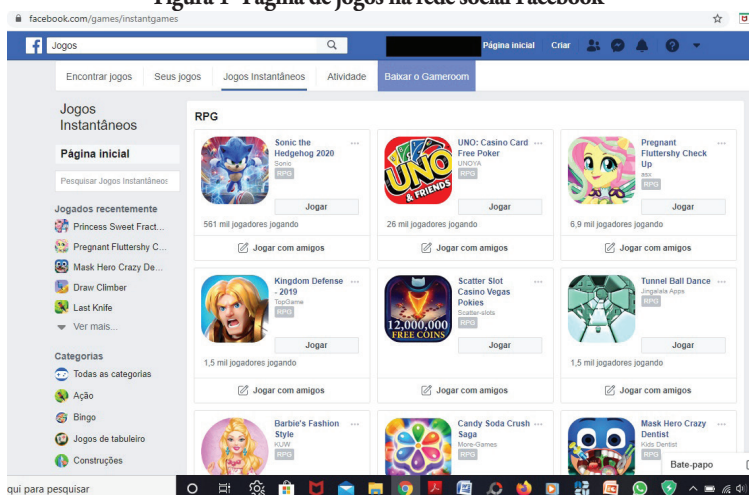 Figura 1- Página de jogos na rede social Facebook
facebook.com/games/instantgames
Jogos
Página inicial
Criar
Encontrar jogos
Seus jogos
Jogos Instantâneos
Atividade
Baixar o Gameroom
Jogos
Instantâneos
Página inicial
Pesquisar Jogos Instantâneos
Jogados recentemente
Princess Sweet Fract...
Pregnant Fluttershy C...
Mask Hero Crazy De...
Draw Climber
Last Knife
Ver mais...
Categorias
Todas as categorias
Ação
Bingo
Jogos de tabuleiro
Construções
RPG
Sonic the
Hedgehog 2020
Sonic
RPG
Jogar
561 mil jogadores jogando
Jogar com amigos
UNO
& FRIENDS
UNO: Casino Card
Free Poker
UNOYA
RPG
Jogar
26 mil jogadores jogando
Jogar com amigos
Pregnant
Fluttershy Check
Up
ssx
RPG
Jogar
6,9 mil jogadores jogando
Jogar com amigos
Kingdom Defense
- 2019
TopGame
RPG
Jogar
1,5 mil jogadores jogando
Jogar com amigos
12,000,000
FREE COINS
Scatter Slot
Casino Vegas
Pokies
Scatter-slots
RPG
Jogar
Jogar com amigos
Tunnel Ball Dance
Jingalala Apps
RPG
Jogar
1,5 mil jogadores jogando
Jogar com amigos
Barbie's Fashion
Style
KUW
RPG
Candy Soda Crush
Saga
More-Games
RPG
Mask Hero Crazy
Dentist
Kids Dentist
RPG
Bate-papo
qui para pesquisar